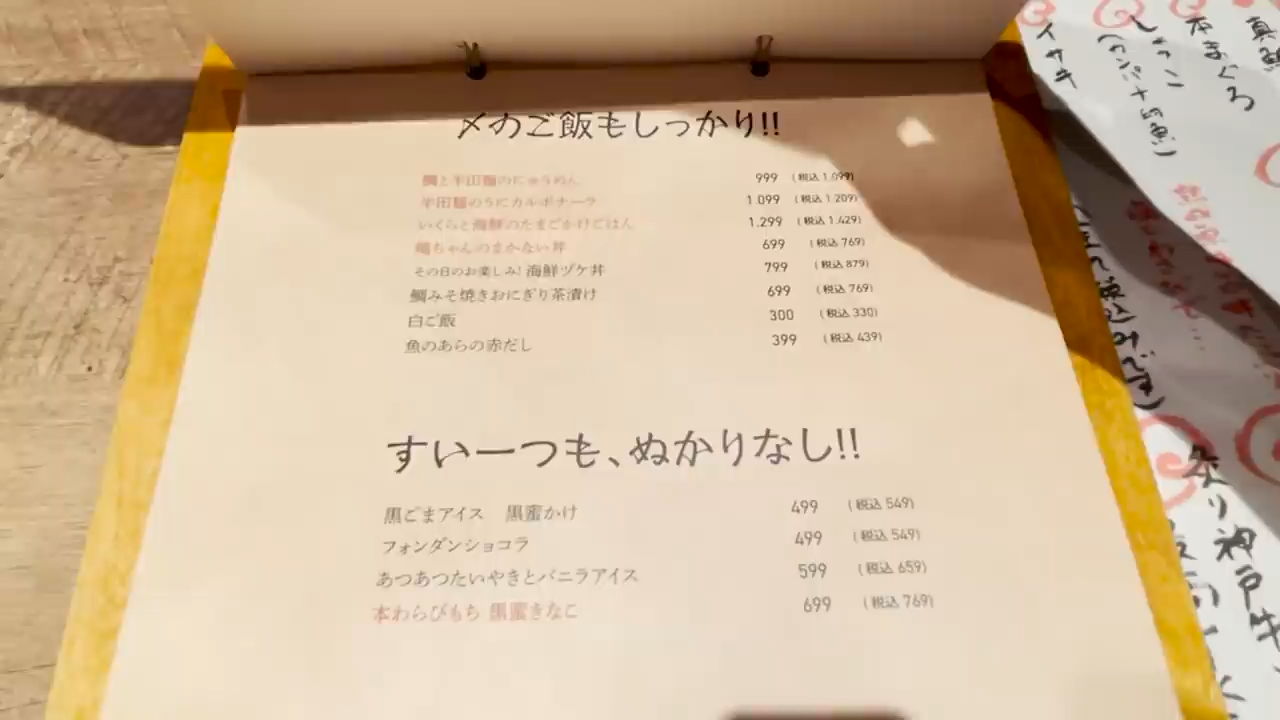 〆のご飯もしっかり!!
鯛と半田麺のにゅうめん 999 (税込 1.099)
半田麺のうにカルボナーラ 1.099 (税込 1.209)
いくらと海鮮のたまごかけごはん 1.299 (税込 1.429)
ちゃんのまかない丼 699 (税込 769)
その日のお楽しみ! 海鮮ヅケ丼 799 (税込 879)
鯛みそ焼きおにぎり茶漬け 699 (税込 769)
白ご飯 300 (税込 330)
魚のあらの赤だし 399 (税込 439)
すい一つも、ぬかりなし!!
黒ごまアイス 黒蜜かけ 499 (税込 549)
フォンダンショコラ 499 (税込 549)
あつあつたいやきとバニラアイス 599 (税込 659)
本わらびもち 黒蜜きなこ 699 (税込 769)
イサキ
本まぐろ
炙り神戸牛